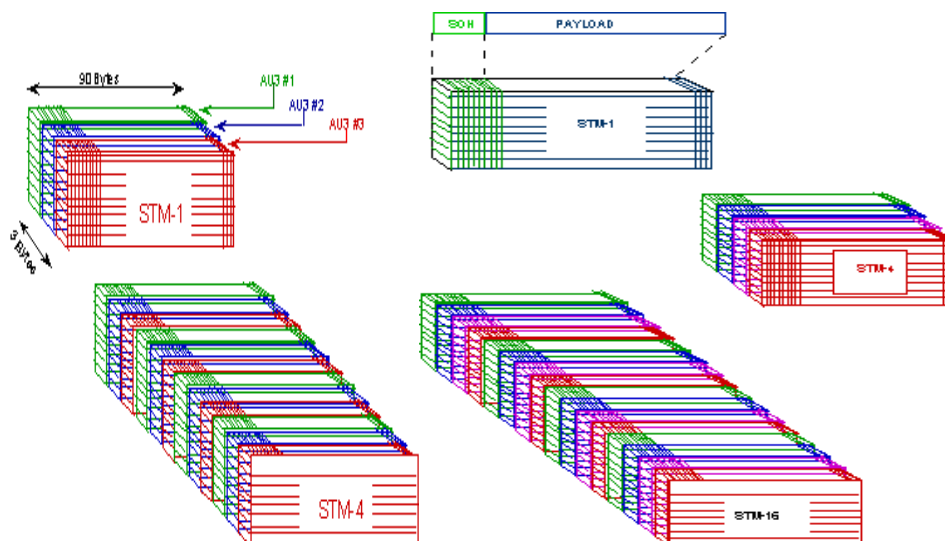 SOH PAYLOAD
90 Bytes
AU3 #1
AU3 #2
AU3 #3
STM-1
STM-1
3 Bytes
STM-4
STM-4
STM-16